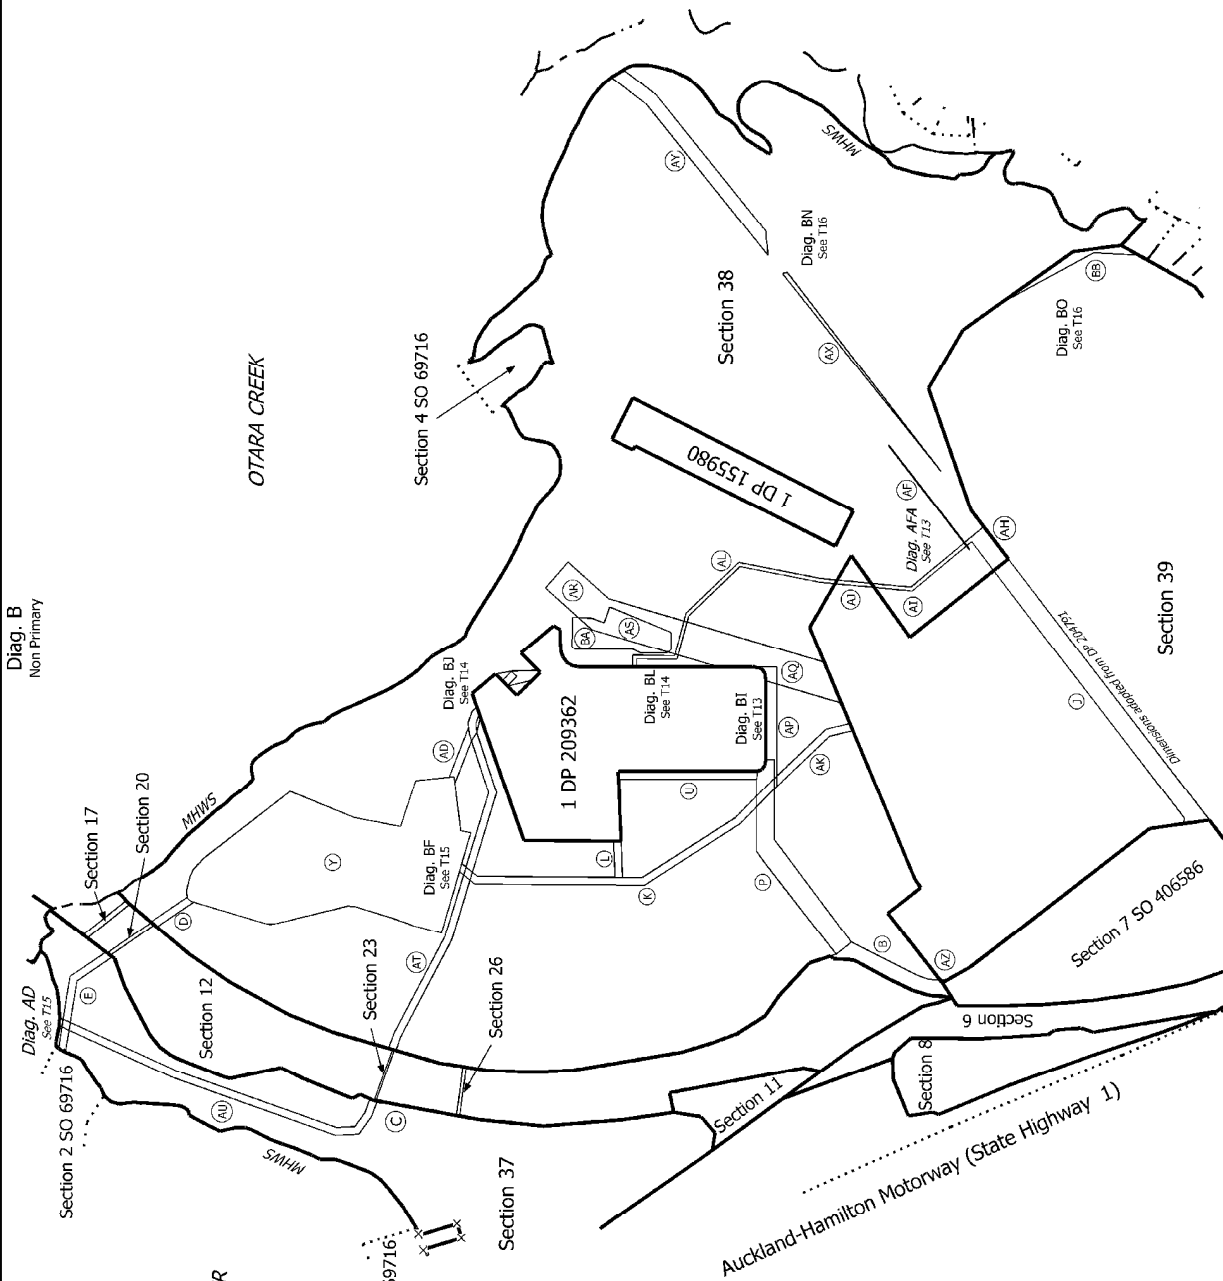 Diag. B
Non Primary
OTARA CREEK
Section 4 SO 69716
MHWS
AY
Diag. BN
See T16
Section 38
AX
BB
Diag. BO
See T16
1 DP 155980
AF
Diag. AFA
See T13
AH
AL
AR
AS
BA
AJ
AI
Section 39
Diag. BJ
See T14
Diag. BL
See T14
AQ
Diag. BI
See T13
AP
1 DP 209362
AD
J
Dimensions adopted from DP 204791
AK
U
MHWS
Section 20
Section 17
Y
Diag. BF
See T15
L
K
P
D
AT
B
AZ
Section 7 SO 406586
Section 23
Section 26
Diag. AD
See T15
E
Section 12
Section 6
Section 8
Section 11
Section 2 SO 69716
AU
C
MHWS
Section 37
Auckland-Hamilton Motorway (State Highway 1)
69716
R